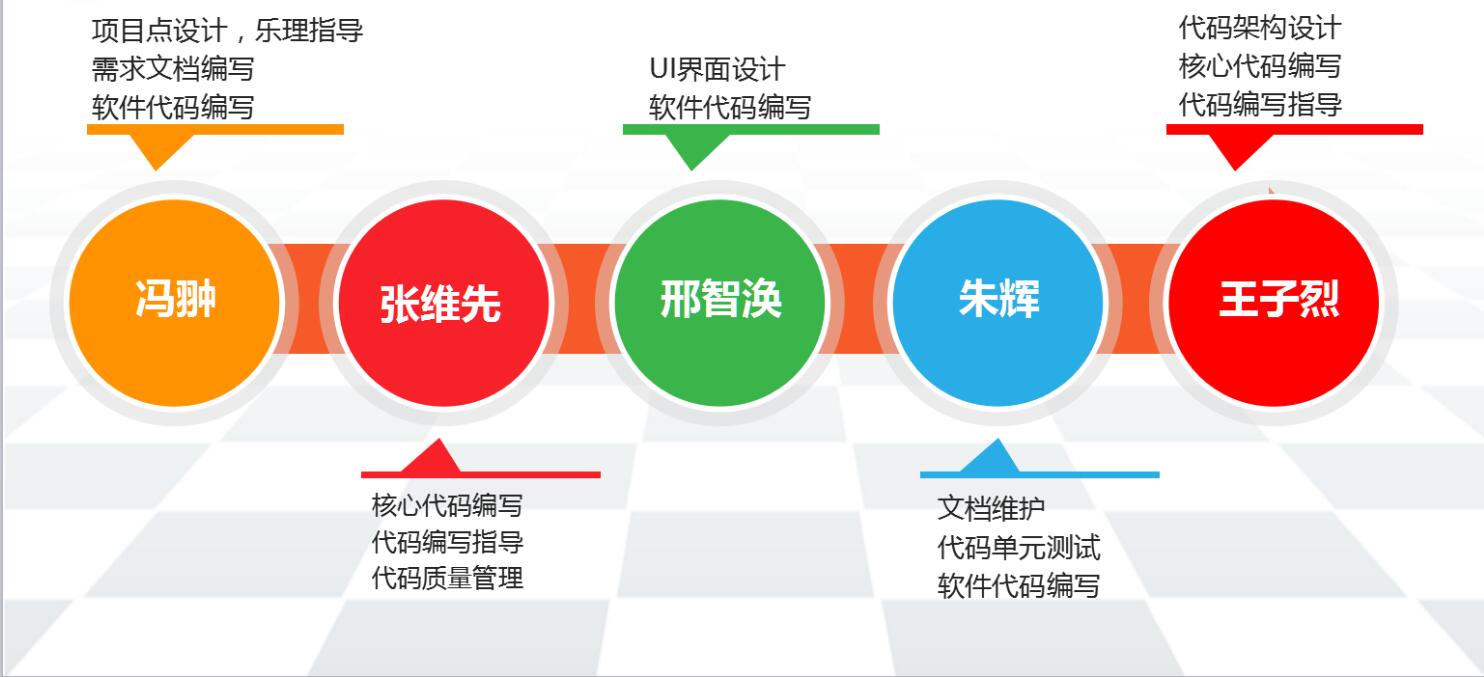 项目点设计，乐理指导
需求文档编写
软件代码编写
UI界面设计
软件代码编写
代码架构设计
核心代码编写
代码编写指导
冯翀
张维先
邢智涣
朱辉
王子烈
核心代码编写
代码编写指导
代码质量管理
文档维护
代码单元测试
软件代码编写